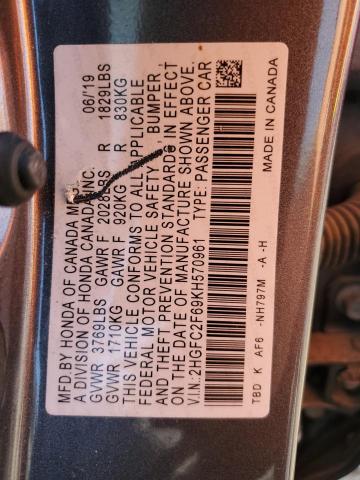 MFD BY HONDA OF CANADA 06/'19
A DIVISION OF HONDA CANADA INC.
GVWR 3769LBS GAWR F 2028LBS R 1829LBS
GVWR 1710KG GAWR F 920KG R 830KG
THIS VEHICLE CONFORMS TO ALL APPLICABLE
FEDERAL MOTOR VEHICLE SAFETY BUMPER,
AND THEFT PREVENTION STANDARDS IN EFFECT
ON THE DATE OF MANUFACTURE SHOWN ABOVE.
V.I.N.:2HGFC2F69KH570961 TYPE: PASSENGER CAR
TBD K AF6 -NH797M -A -H MADE IN CANADA